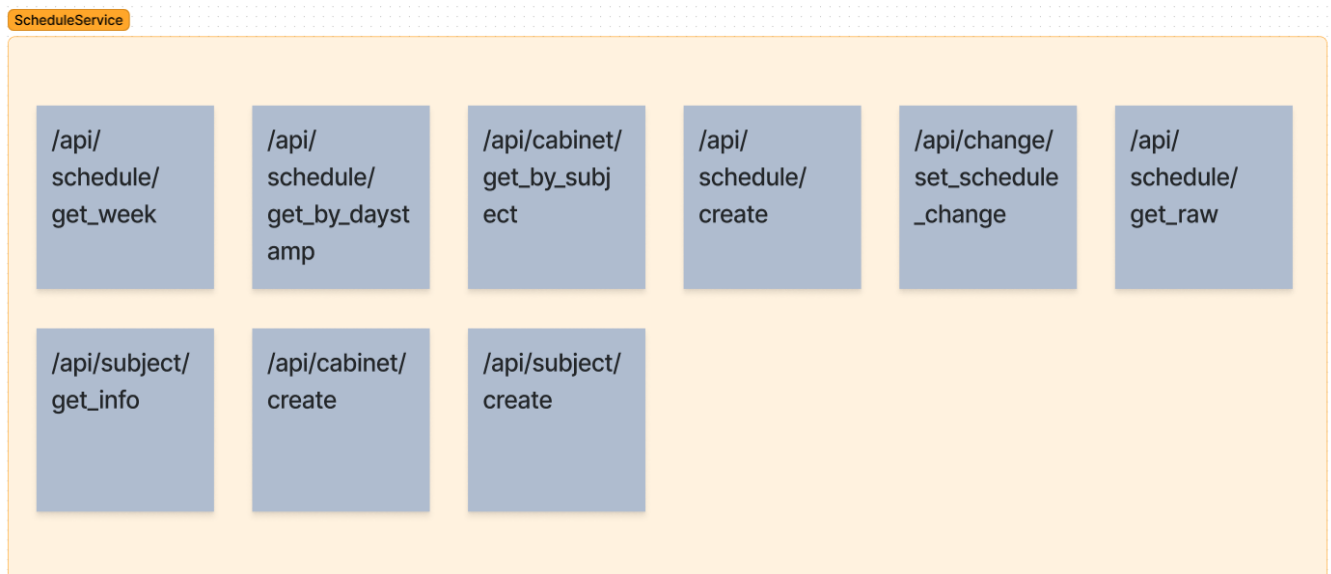 ScheduleService
/api/
schedule/
get_week
/api/
schedule/
get_by_dayst
amp
/api/cabinet/
get_by_subj
ect
/api/
schedule/
create
/api/change/
set_schedule
_change
/api/
schedule/
get_raw
/api/subject/
get_info
/api/cabinet/
create
/api/subject/
create